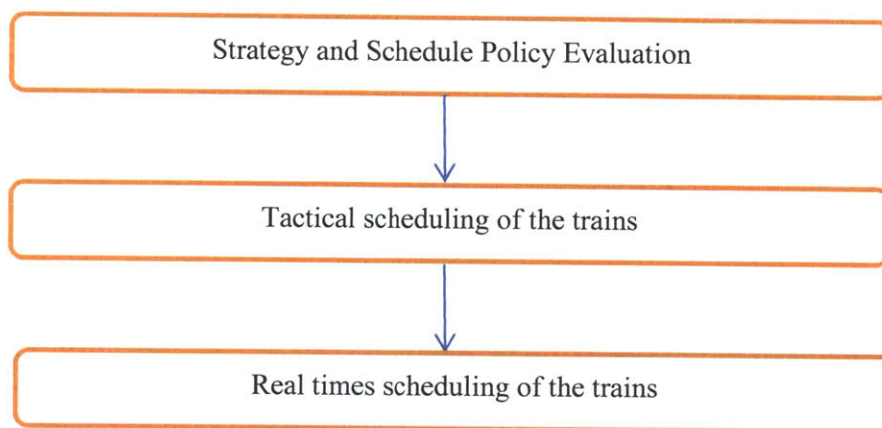 Strategy and Schedule Policy Evaluation
Tactical scheduling of the trains
Real times scheduling of the trains